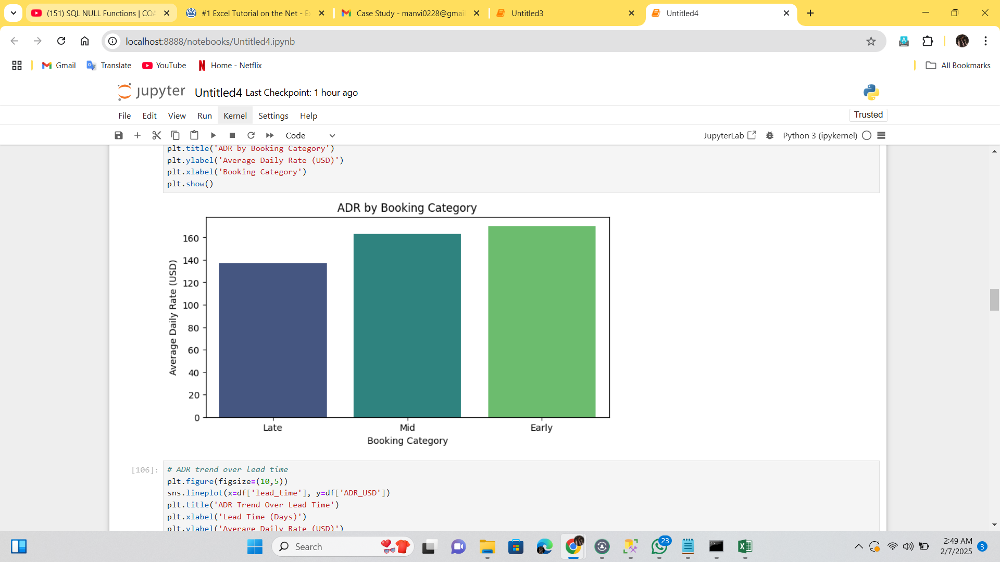 (151) SQL NULL Functions | COA
#1 Excel Tutorial on the Net - E
Case Study - manvi0228@gmai
Untitled3
Untitled4
localhost:8888/notebooks/Untitled4.ipynb
Gmail
Translate
YouTube
Home - Netflix
All Bookmarks
jupyter Untitled4 Last Checkpoint: 1 hour ago
File Edit View Run Kernel Settings Help
Trusted
Code
JupyterLab
Python 3 (ipykernel)
plt.title('ADR by Booking Category')
plt.ylabel('Average Daily Rate (USD)')
plt.xlabel('Booking Category')
plt.show()
ADR by Booking Category
Average Daily Rate (USD)
160
140
120
100
80
60
40
20
0
Late Mid Early
Booking Category
[106]:
# ADR trend over lead time
plt.figure(figsize=(10,5))
sns.lineplot(x=df['lead_time'], y=df['ADR_USD'])
plt.title('ADR Trend Over Lead Time')
plt.xlabel('Lead Time (Days)')
plt.ylabel('Average Daily Rate (USD)')
Search
23
2:49 AM
2/7/2025
3